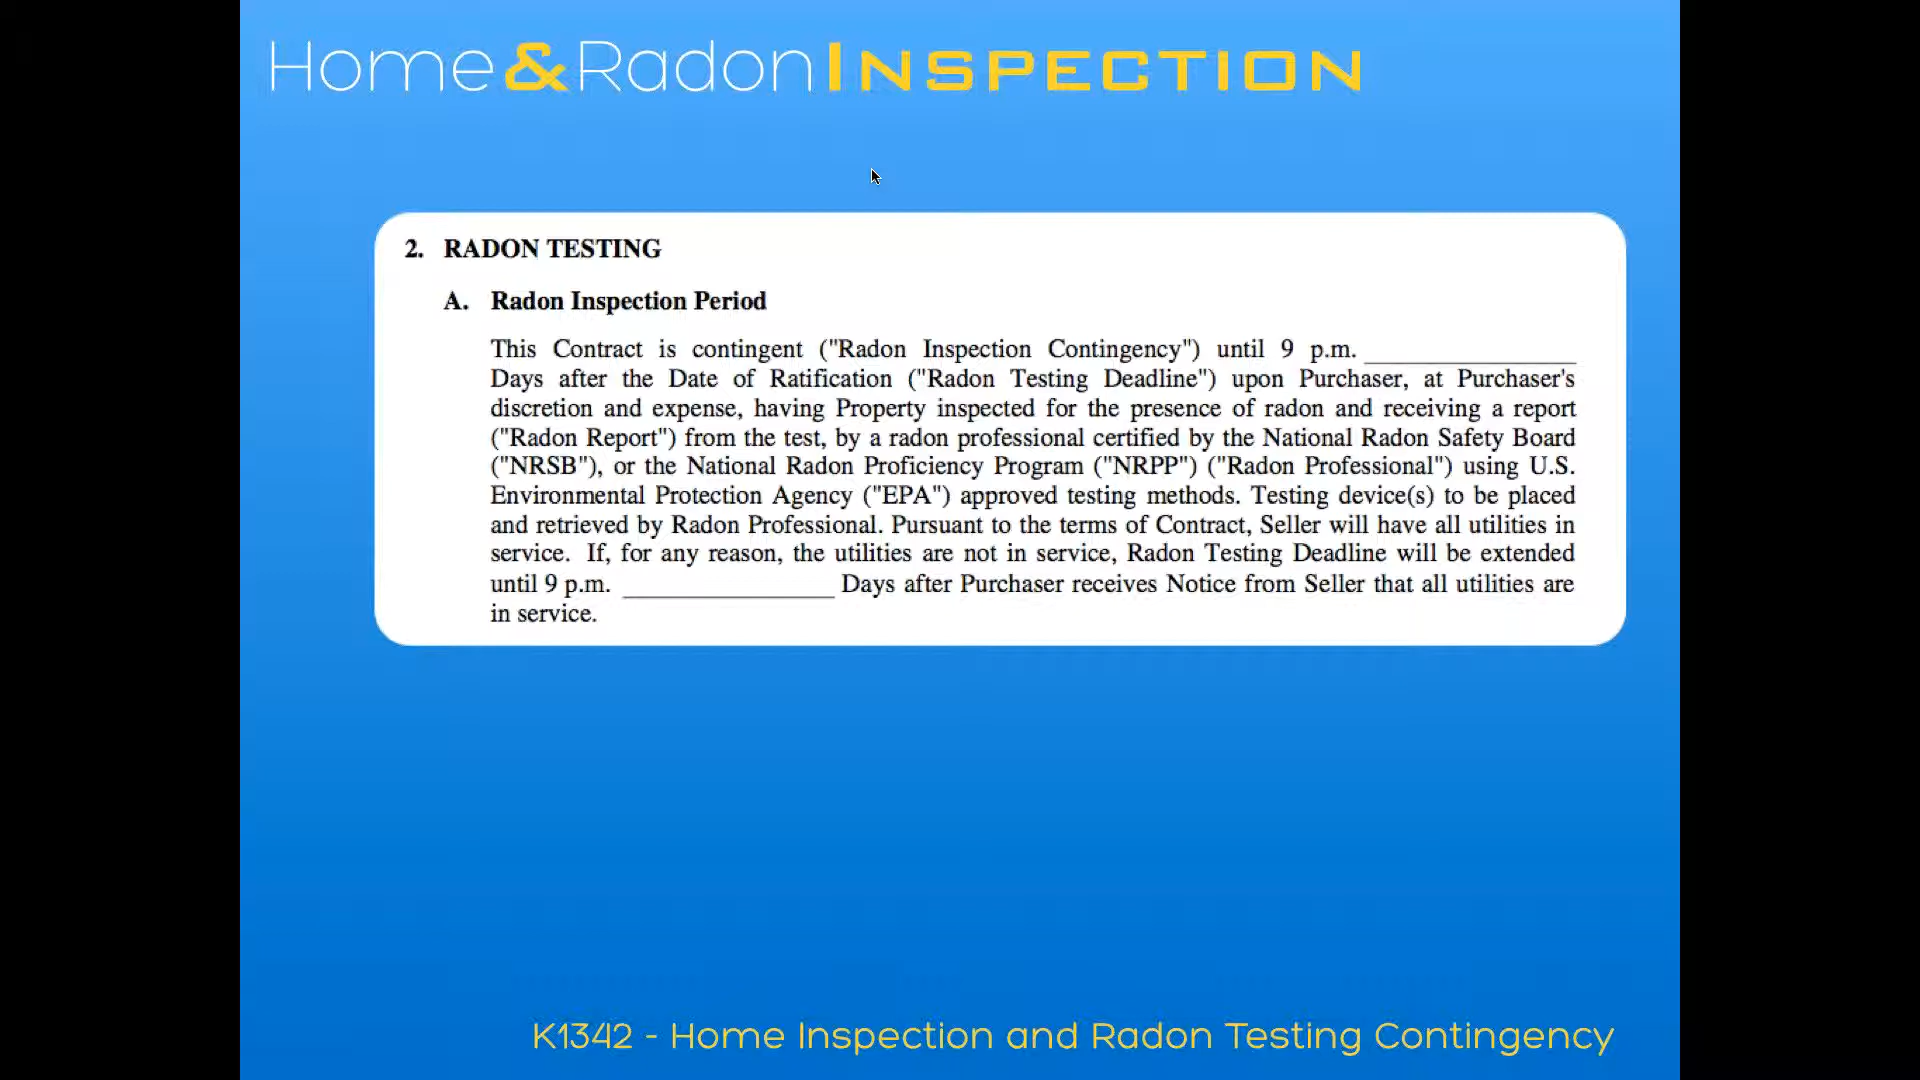 Home&RadonINSPECTION
2. RADON TESTING
A. Radon Inspection Period
This Contract is contingent ("Radon Inspection Contingency") until 9 p.m. _______________
Days after the Date of Ratification ("Radon Testing Deadline") upon Purchaser, at Purchaser's
discretion and expense, having Property inspected for the presence of radon and receiving a report
("Radon Report") from the test, by a radon professional certified by the National Radon Safety Board
("NRSB"), or the National Radon Proficiency Program ("NRPP") ("Radon Professional") using U.S.
Environmental Protection Agency ("EPA") approved testing methods. Testing device(s) to be placed
and retrieved by Radon Professional. Pursuant to the terms of Contract, Seller will have all utilities in
service. If, for any reason, the utilities are not in service, Radon Testing Deadline will be extended
until 9 p.m. _______________ Days after Purchaser receives Notice from Seller that all utilities are
in service.
K1342 - Home Inspection and Radon Testing Contingency